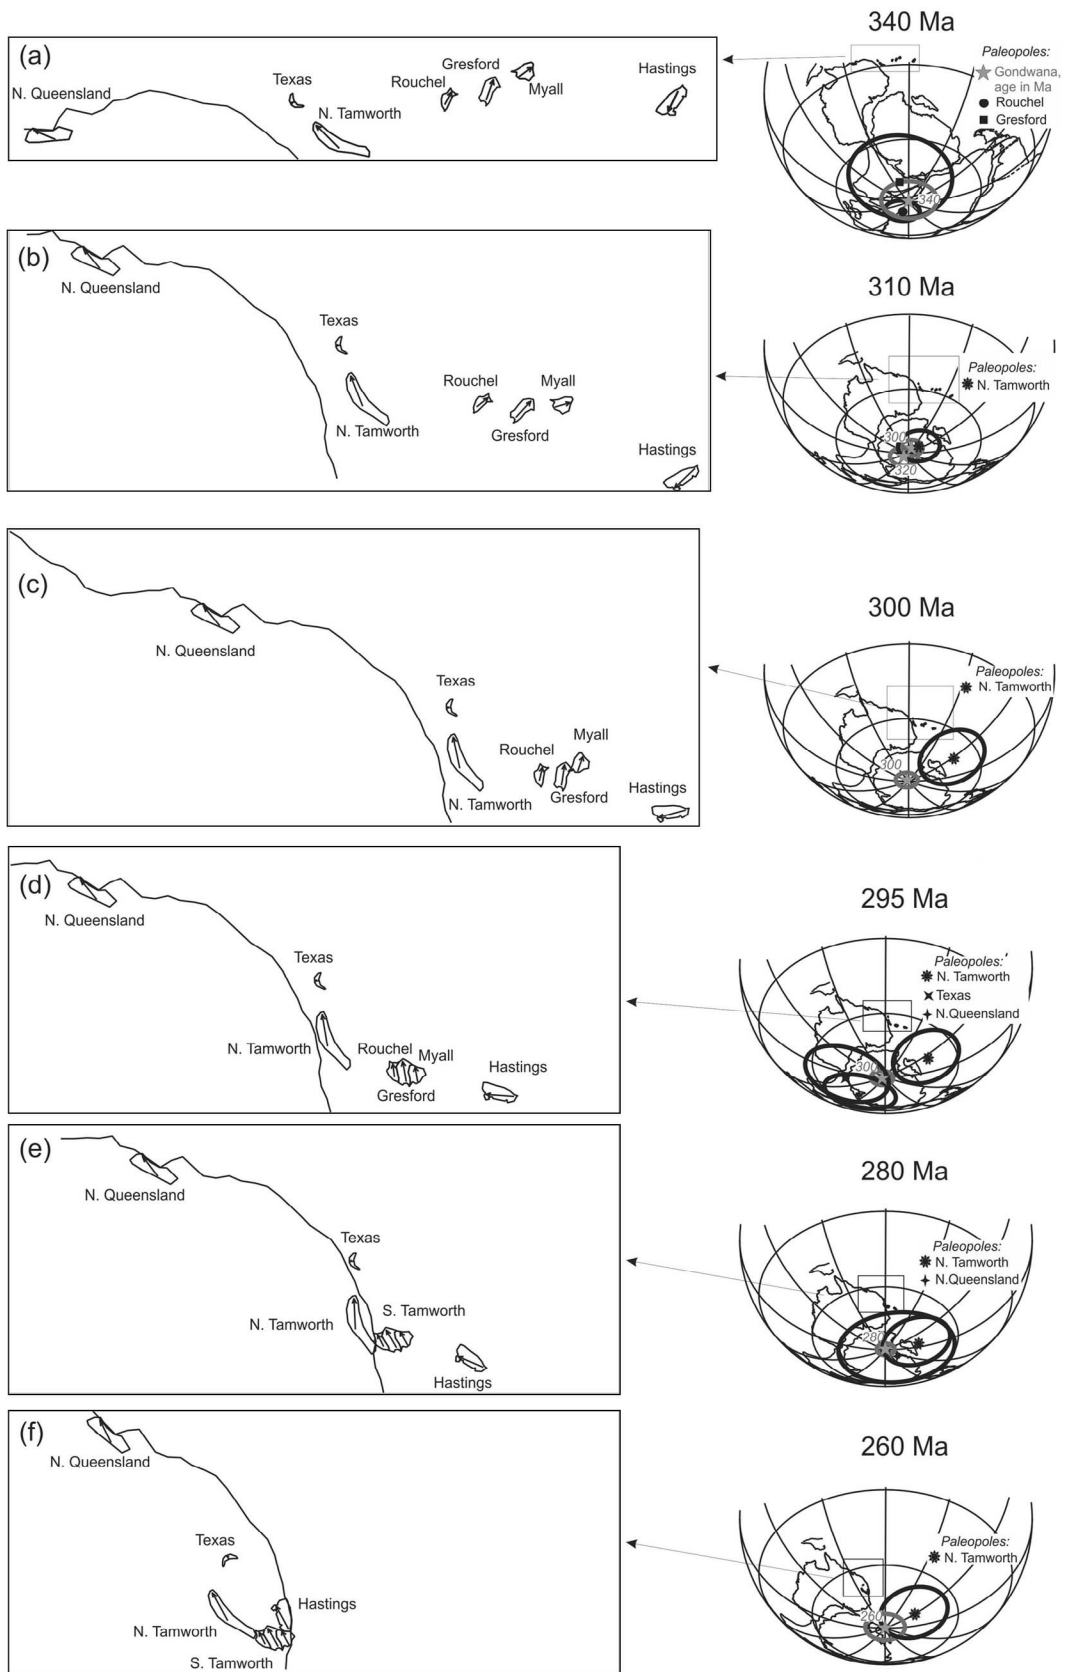 340 Ma
(a)
Paleopoles:
Gondwana,
age in Ma
Rouchel
Gresford
N. Queensland
Texas
N. Tamworth
Rouchel
Gresford
Myall
Hastings
340
310 Ma
(b)
N. Queensland
Texas
N. Tamworth
Rouchel
Gresford
Myall
Hastings
Paleopoles:
N. Tamworth
300
320
300 Ma
(c)
N. Queensland
Texas
N. Tamworth
Rouchel
Gresford
Myall
Hastings
Paleopoles:
N. Tamworth
300
295 Ma
(d)
N. Queensland
Texas
N. Tamworth
Rouchel
Myall
Gresford
Hastings
Paleopoles:
N. Tamworth
Texas
N.Queensland
300
280 Ma
(e)
N. Queensland
Texas
N. Tamworth
S. Tamworth
Hastings
Paleopoles:
N. Tamworth
N.Queensland
280
260 Ma
(f)
N. Queensland
Texas
Hastings
N. Tamworth
S. Tamworth
Paleopoles:
N. Tamworth
260